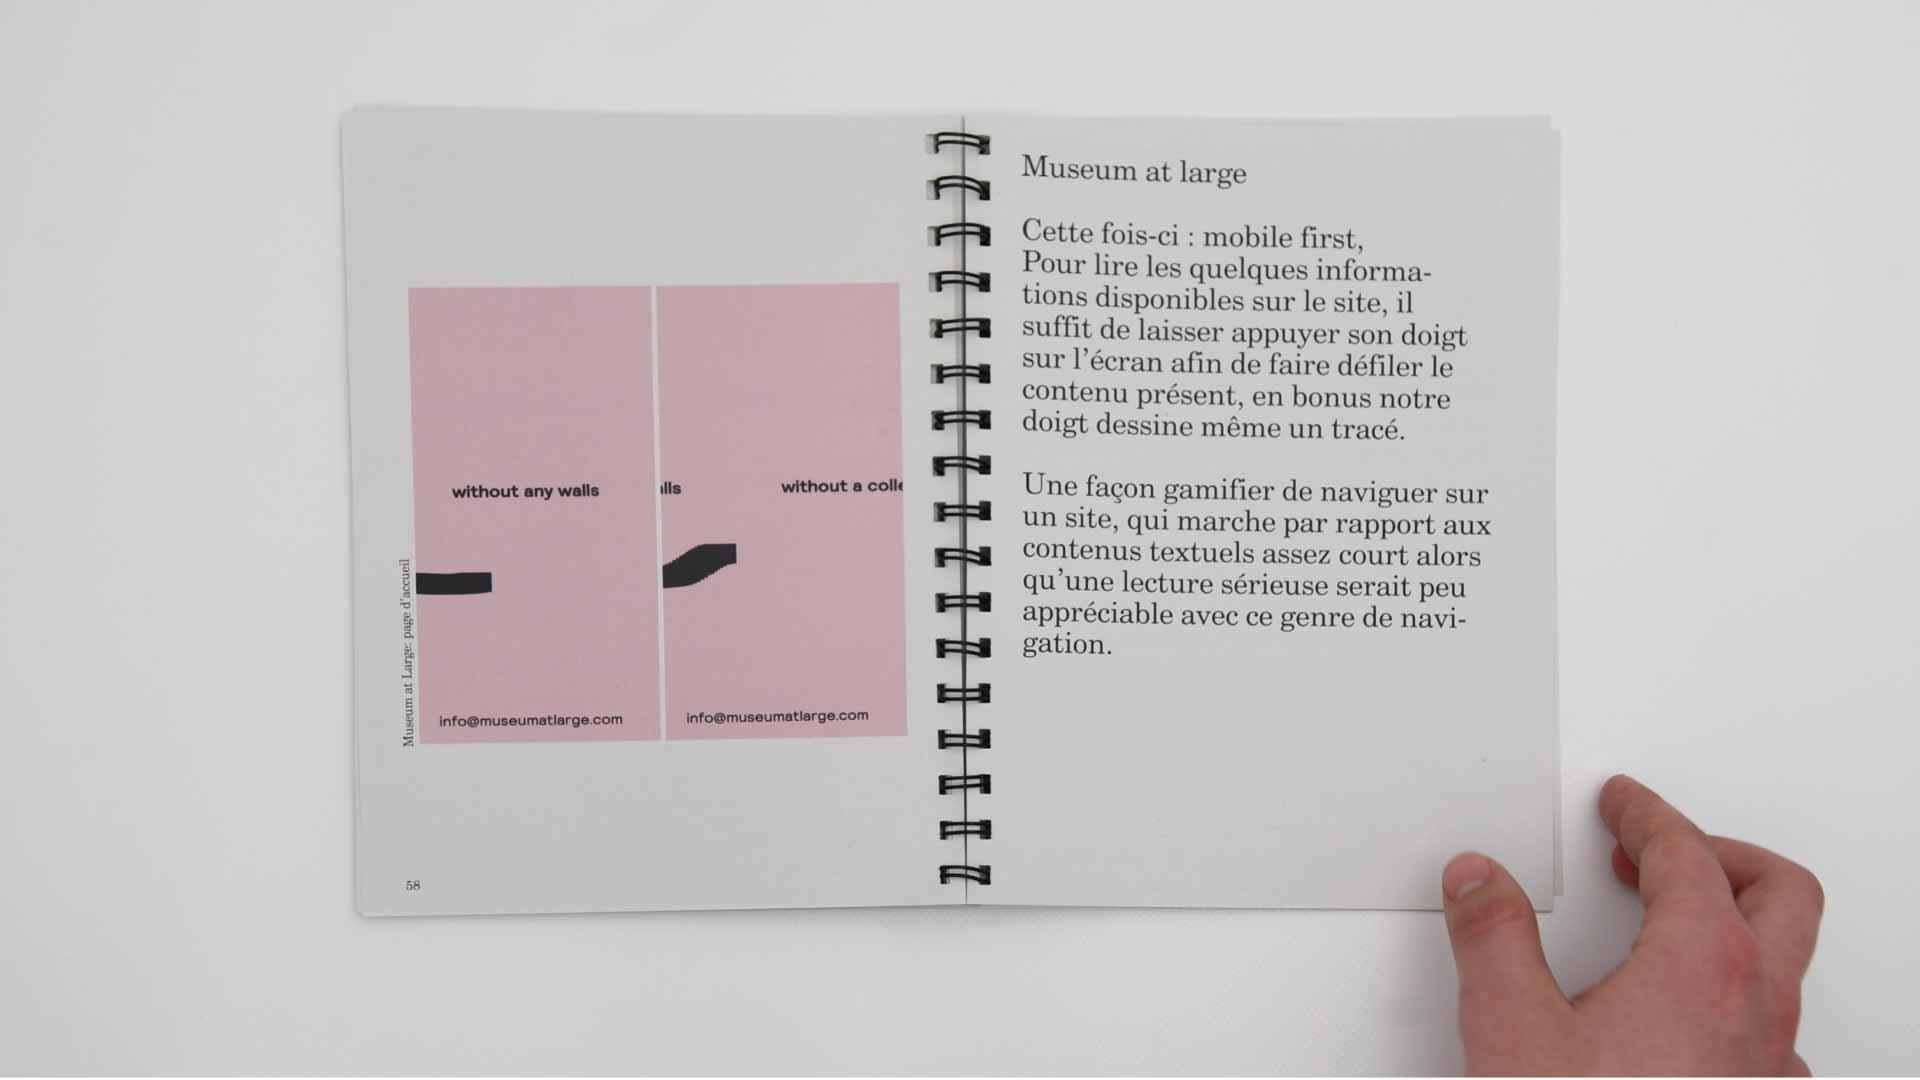 without any walls
info@museumatlarge.com
lls
without a colle
info@museumatlarge.com
Museum at Large: page d'accueil
58
Museum at large
Cette fois-ci : mobile first,
Pour lire les quelques informa-
tions disponibles sur le site, il
suffit de laisser appuyer son doigt
sur l'écran afin de faire défiler le
contenu présent, en bonus notre
doigt dessine même un tracé.
Une façon gamifier de naviguer sur
un site, qui marche par rapport aux
contenus textuels assez court alors
qu'une lecture sérieuse serait peu
appréciable avec ce genre de navi-
gation.